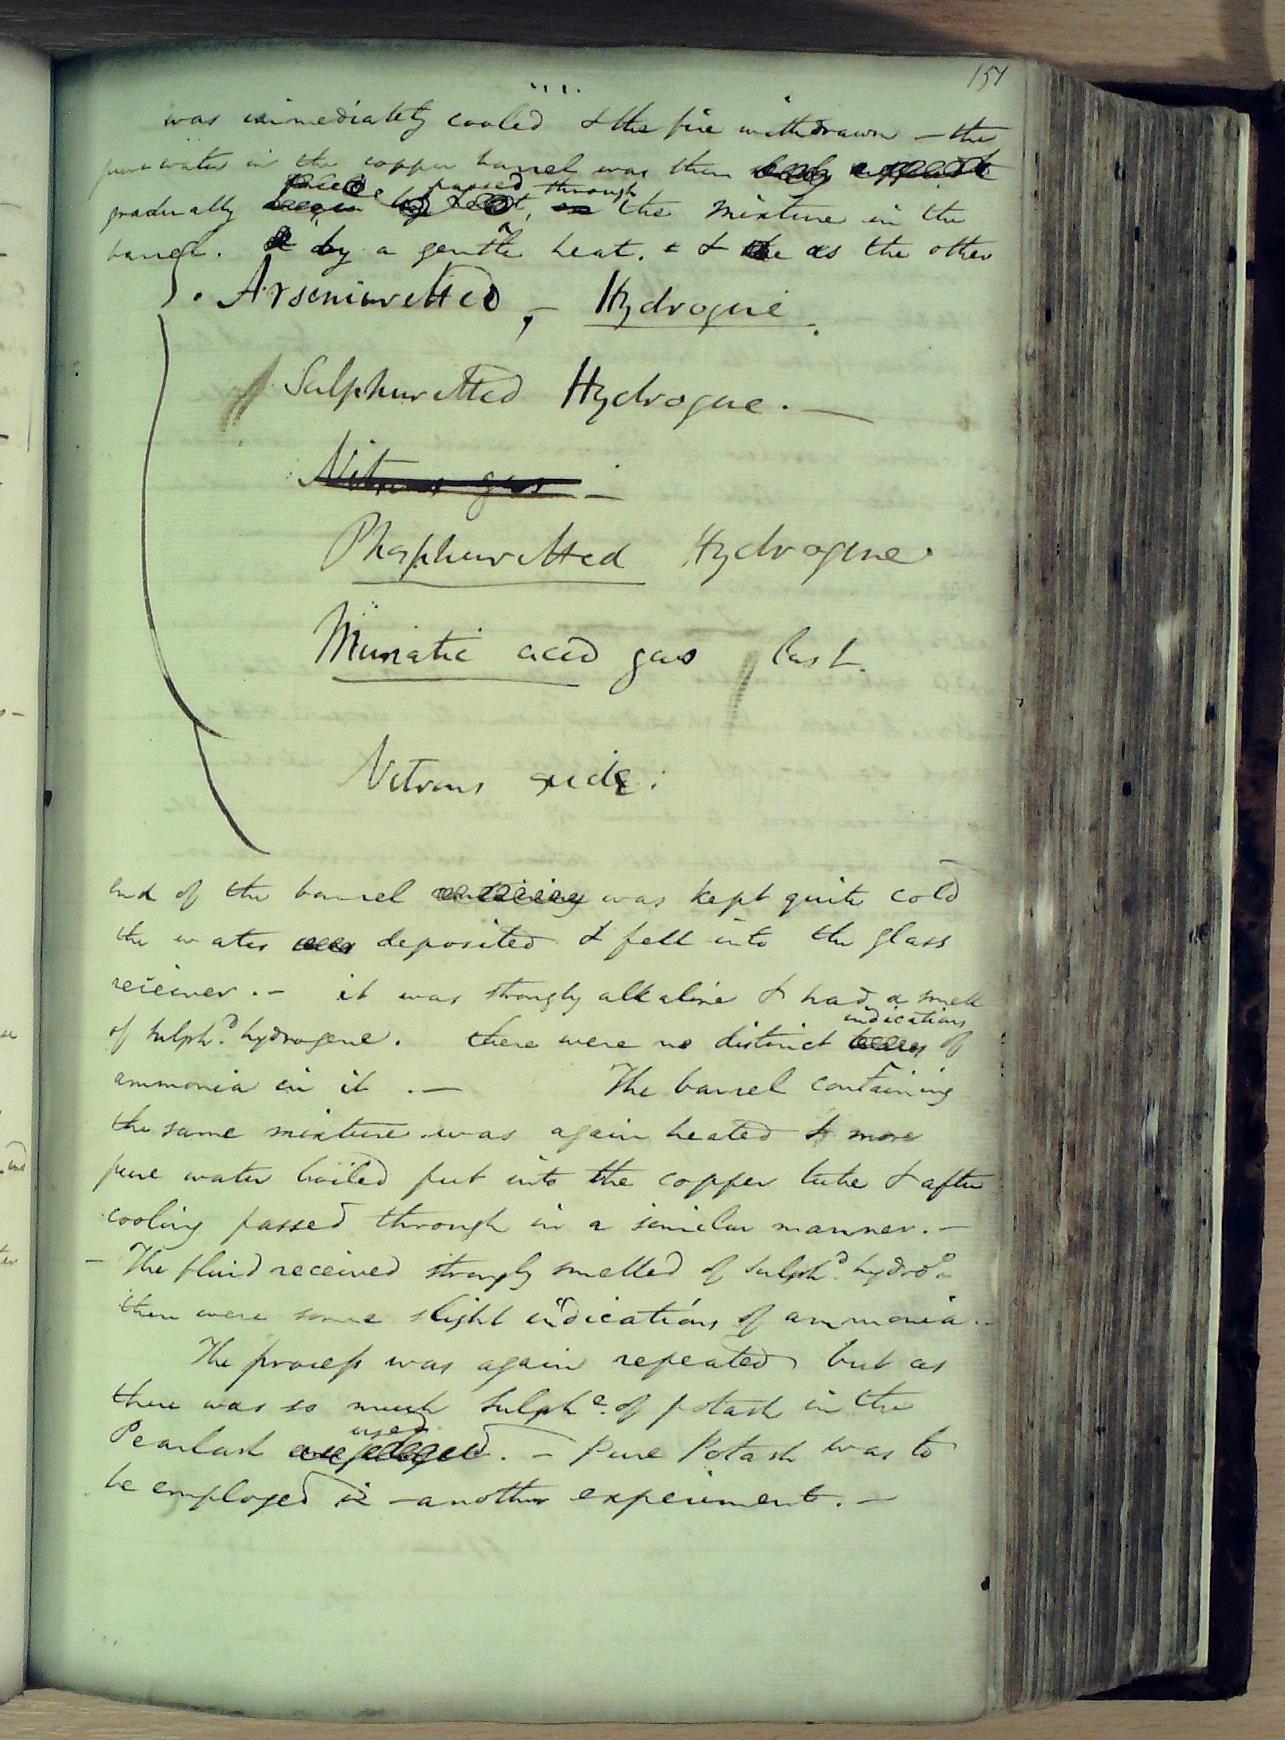 151
was immediately cooled & the fire withdrawn – the
pure water in the copper barrel was then
passed through
gradually the mixture in the
barrel. by a gentle heat. & as the other
Arseniuretted – Hydrogene.
Sulphuretted Hydrogene. —
Nitrous gas –
Phosphuretted Hydrogene.
Muriatic acid gas last.
Nitrous
end of the barrel was kept quite cold
the water deposited & fell into the glass
receiver. – it was strongly alkaline & had a smell
indications
of sulphd. hydrogene. there were no distinct of
ammonia in it. — The barrel containing
the same mixture was again heated & more
pure water boiled put into the copper tube & after
cooling passed through in a similar manner. –
– The fluid received strongly smelled of sulphd. hydro
there were some slight indications of ammonia. –
The process was again repeated but as
there was so much sulphe. of potash in the
used
Pearlash . – Pure Potash was to
be employed in – another experiment. –